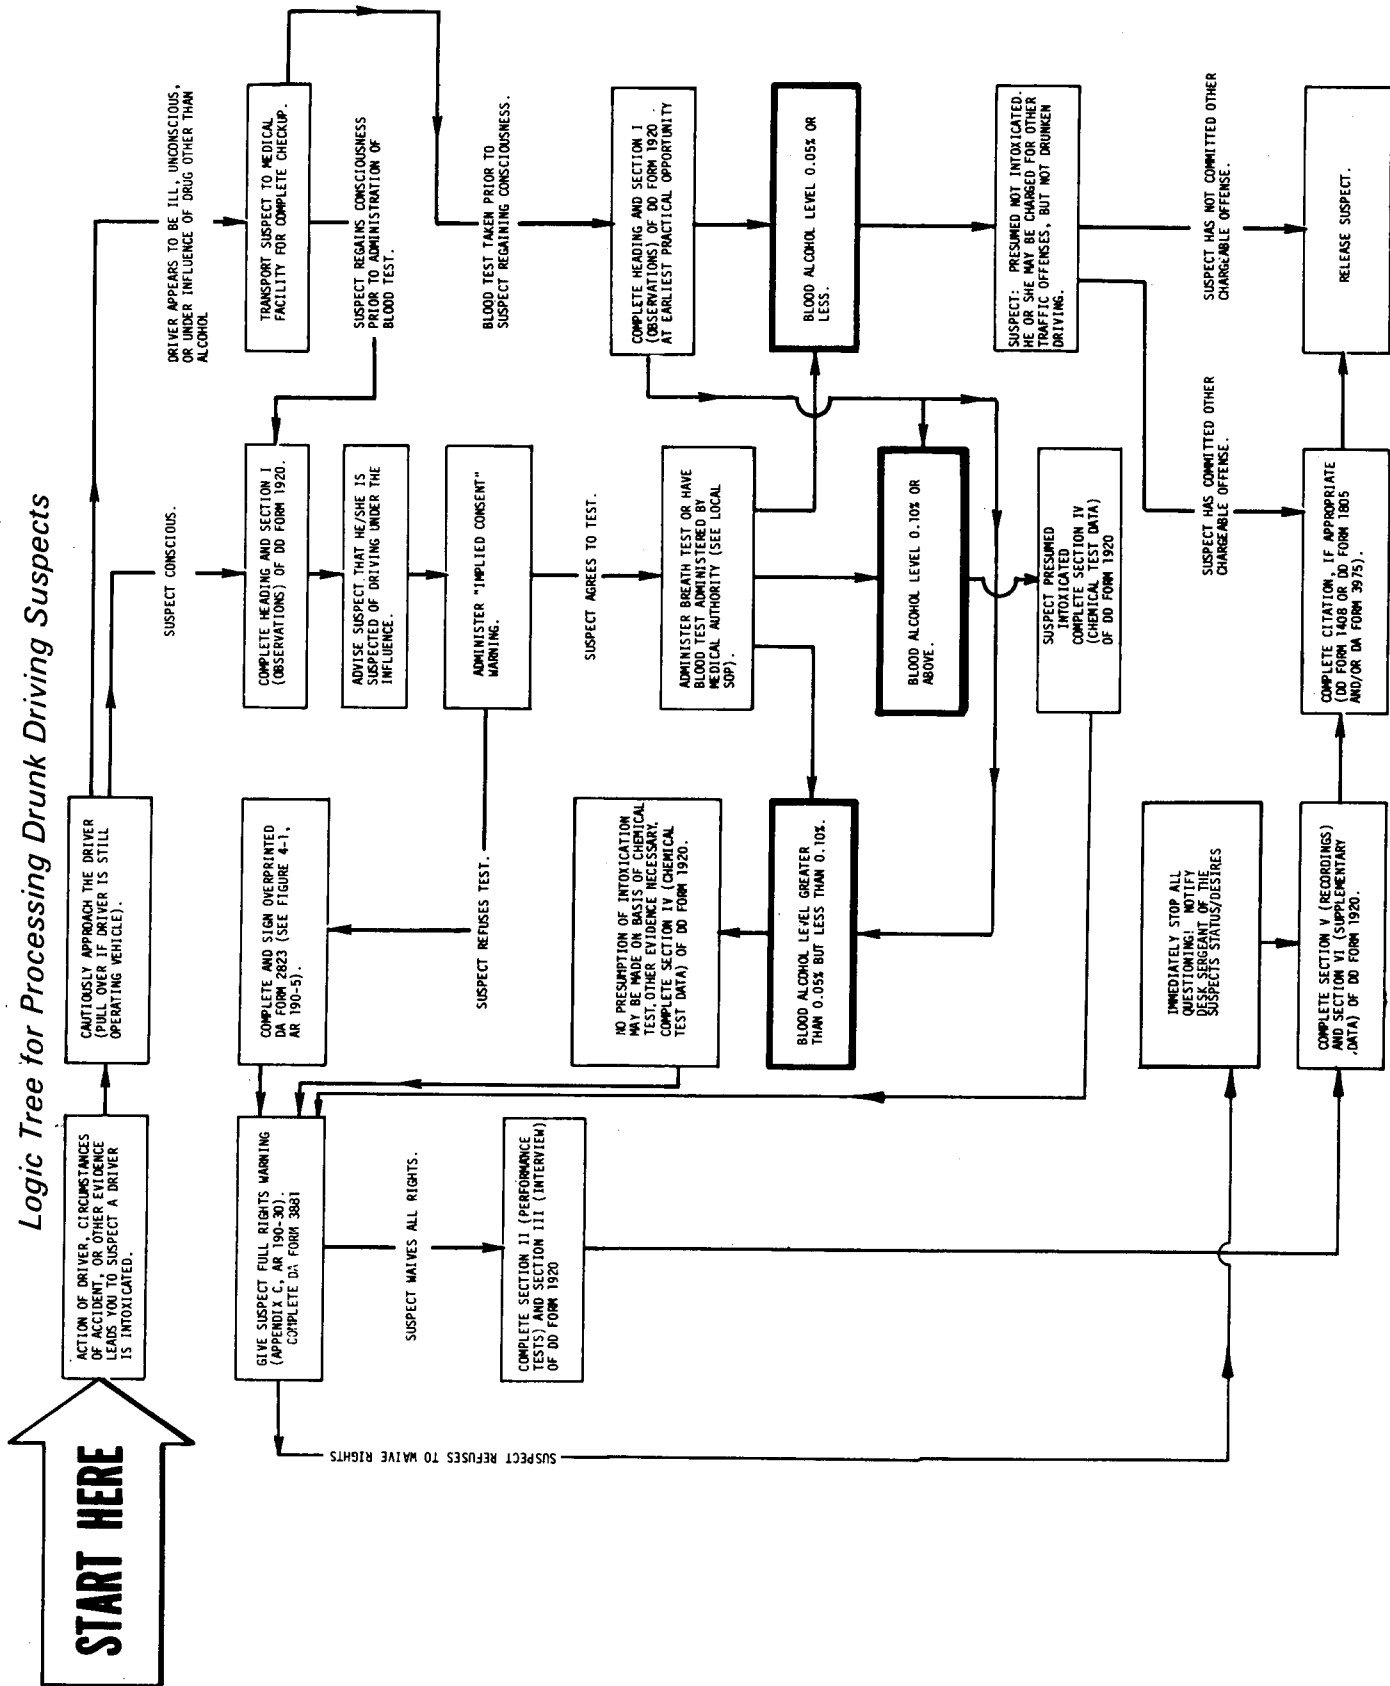 Logic Tree for Processing Drunk Driving Suspects
START HERE
ACTION OF DRIVER, CIRCUMSTANCES
OF ACCIDENT, OR OTHER EVIDENCE
LEADS YOU TO SUSPECT A DRIVER
IS INTOXICATED.
CAUTIOUSLY APPROACH THE DRIVER
(PULL OVER IF DRIVER IS STILL
OPERATING VEHICLE).
DRIVER APPEARS TO BE ILL, UNCONSCIOUS,
OR UNDER INFLUENCE OF DRUG OTHER THAN
ALCOHOL
SUSPECT CONSCIOUS.
TRANSPORT SUSPECT TO MEDICAL
FACILITY FOR COMPLETE CHECKUP.
SUSPECT REGAINS CONSCIOUSNESS
PRIOR TO ADMINISTRATION OF
BLOOD TEST.
BLOOD TEST TAKEN PRIOR TO
SUSPECT REGAINING CONSCIOUSNESS.
GIVE SUSPECT FULL RIGHTS WARNING
(APPENDIX C, AR 190-30).
COMPLETE DA FORM 3881
COMPLETE AND SIGN OVERPRINTED
DA FORM 2823 (SEE FIGURE 4-1,
AR 190-5).
COMPLETE HEADING AND SECTION I
(OBSERVATIONS) OF DD FORM 1920.
ADVISE SUSPECT THAT HE/SHE IS
SUSPECTED OF DRIVING UNDER THE
INFLUENCE.
ADMINISTER "IMPLIED CONSENT"
WARNING.
SUSPECT REFUSES TEST.
SUSPECT AGREES TO TEST.
SUSPECT WAIVES ALL RIGHTS.
COMPLETE SECTION II (PERFORMANCE
TESTS) AND SECTION III (INTERVIEW)
OF DD FORM 1920
SUSPECT REFUSES TO WAIVE RIGHTS
NO PRESUMPTION OF INTOXICATION
MAY BE MADE ON BASIS OF CHEMICAL
TEST, OTHER EVIDENCE NECESSARY.
COMPLETE SECTION IV (CHEMICAL
TEST DATA) OF DD FORM 1920.
ADMINISTER BREATH TEST OR HAVE
BLOOD TEST ADMINISTERED BY
MEDICAL AUTHORITY (SEE LOCAL
SOP).
COMPLETE HEADING AND SECTION I
(OBSERVATIONS) OF DD FORM 1920
AT EARLIEST PRACTICAL OPPORTUNITY
BLOOD ALCOHOL LEVEL GREATER
THAN 0.05% BUT LESS THAN 0.10%.
BLOOD ALCOHOL LEVEL 0.10% OR
ABOVE.
BLOOD ALCOHOL LEVEL 0.05% OR
LESS.
SUSPECT PRESUMED
INTOXICATED
COMPLETE SECTION IV
(CHEMICAL TEST DATA)
OF DD FORM 1920
SUSPECT: PRESUMED NOT INTOXICATED.
HE OR SHE MAY BE CHARGED FOR OTHER
TRAFFIC OFFENSES, BUT NOT DRUNKEN
DRIVING.
IMMEDIATELY STOP ALL
QUESTIONING! NOTIFY
DESK SERGEANT OF THE
SUSPECTS STATUS/DESIRES
SUSPECT HAS COMMITTED OTHER
CHARGEABLE OFFENSE.
SUSPECT HAS NOT COMMITTED OTHER
CHARGEABLE OFFENSE.
COMPLETE SECTION V (RECORDINGS)
AND SECTION VI (SUPPLEMENTARY
DATA) OF DD FORM 1920.
COMPLETE CITATION, IF APPROPRIATE
(DD FORM 1408 OR DD FORM 1805
AND/OR DA FORM 3975).
RELEASE SUSPECT.